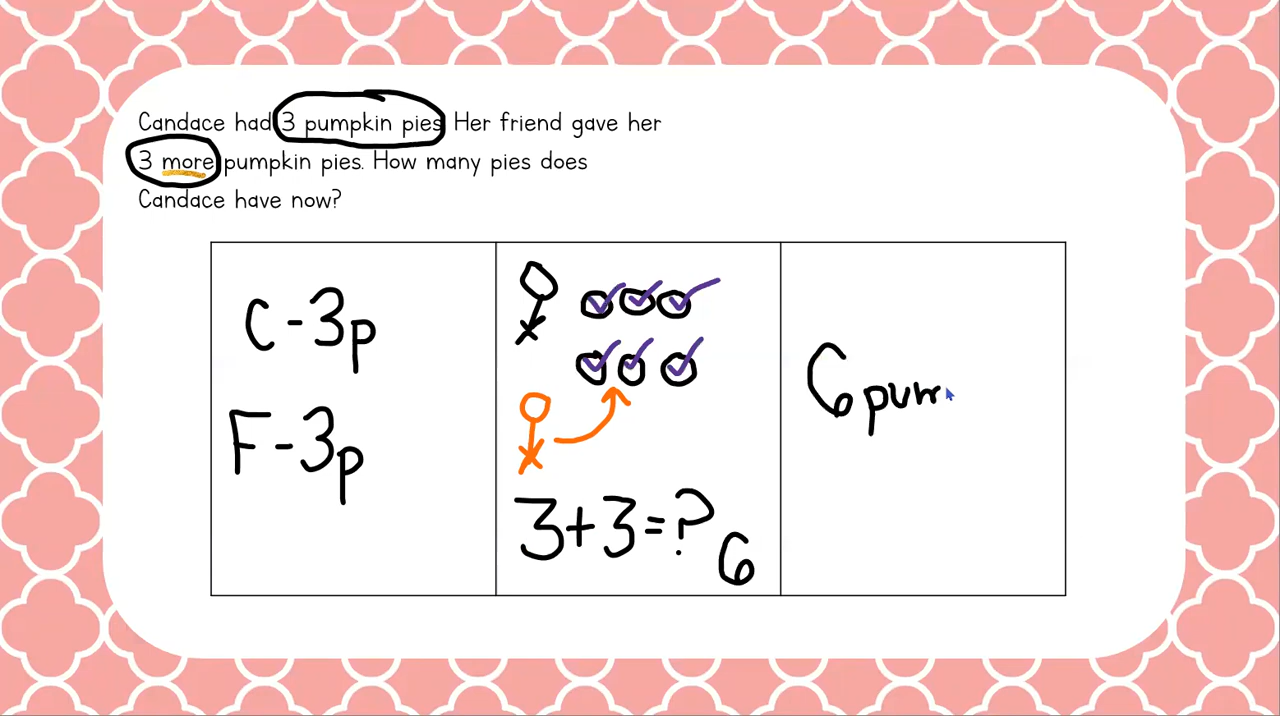 Candace had 3 pumpkin pies. Her friend gave her
3 more pumpkin pies. How many pies does
Candace have now?
C-3p
F-3p
3+3=?
6
6 pum